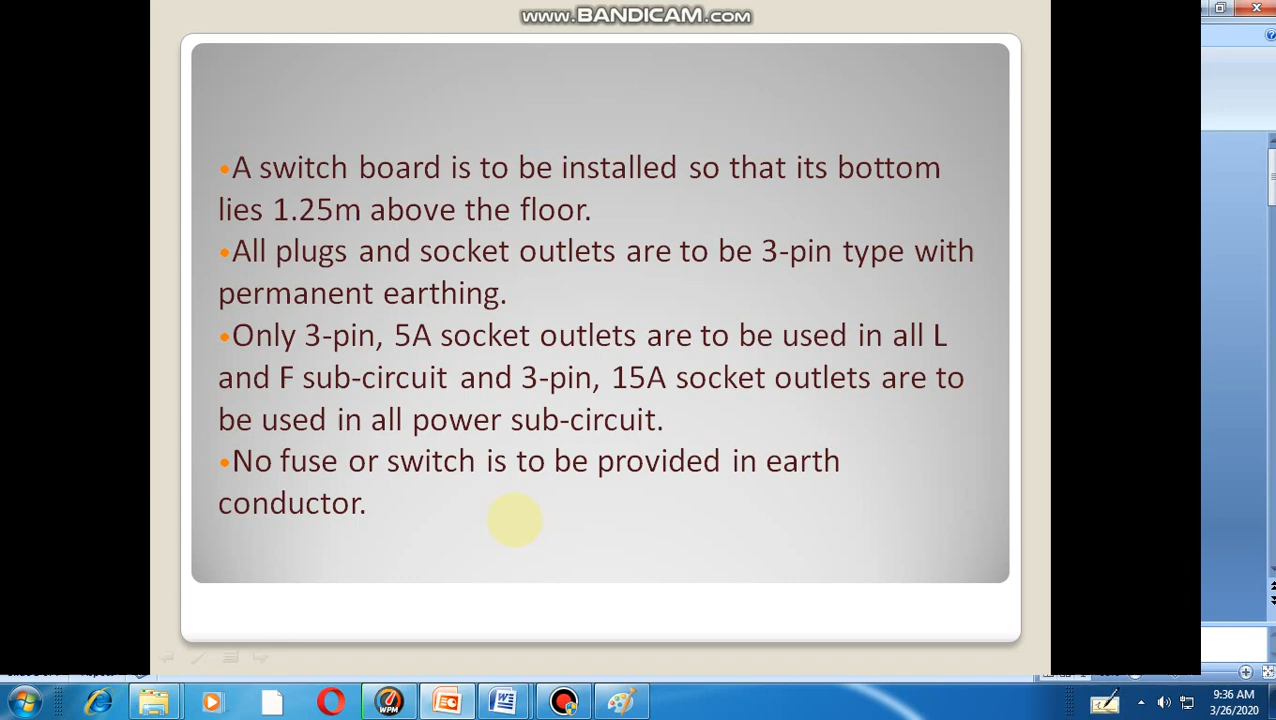 www.BANDICAM.com
•A switch board is to be installed so that its bottom
lies 1.25m above the floor.
•All plugs and socket outlets are to be 3-pin type with
permanent earthing.
•Only 3-pin, 5A socket outlets are to be used in all L
and F sub-circuit and 3-pin, 15A socket outlets are to
be used in all power sub-circuit.
•No fuse or switch is to be provided in earth
conductor.
WPM
9:36 AM
3/26/2020